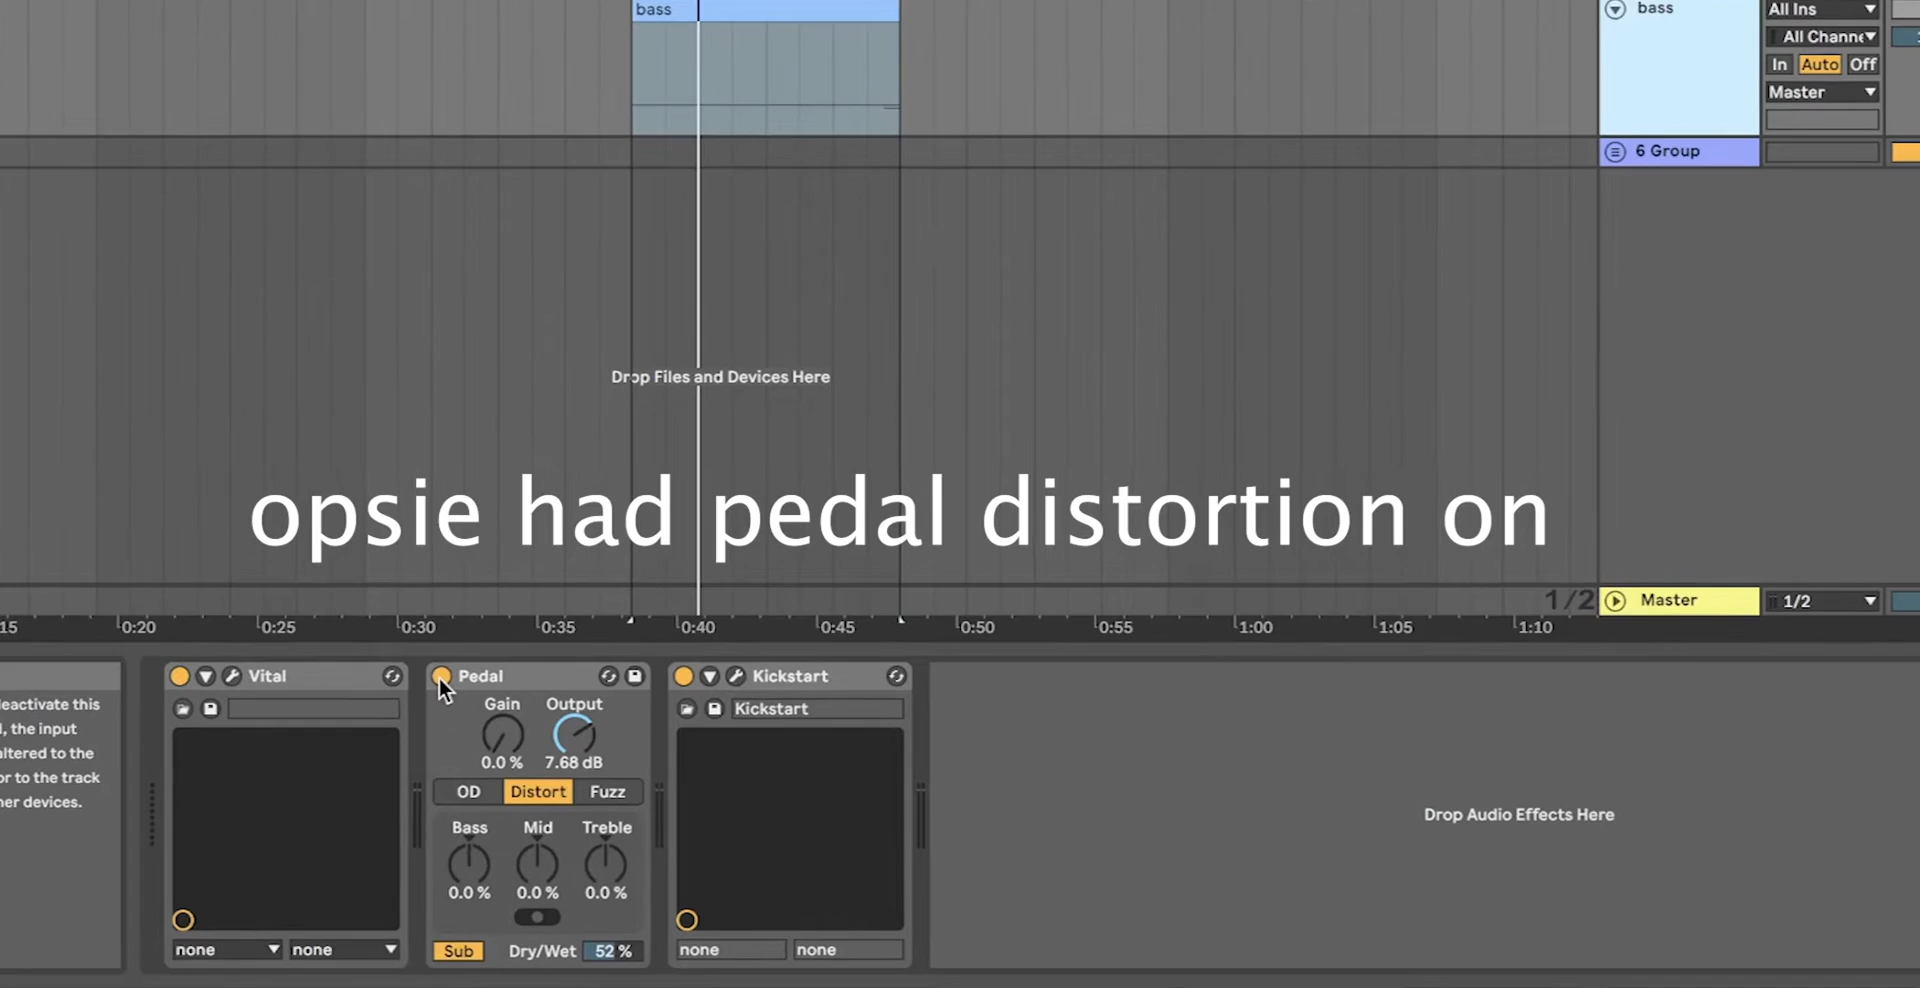 bass
bass
All Ins
All Channe
In Auto Off
Master
6 Group
Drop Files and Devices Here
opsie had pedal distortion on
1/2
Master
1/2
15 0:20 0:25 0:30 0:35 0:40 0:45 0:50 0:55 1:00 1:05 1:10
eactivate this
, the input
altered to the
or to the track
her devices.
Vital
none none
Pedal
Gain Output
0.0 % 7.68 dB
OD Distort Fuzz
Bass Mid Treble
0.0 % 0.0 % 0.0 %
Sub Dry/Wet 52 %
Kickstart
Kickstart
none none
Drop Audio Effects Here